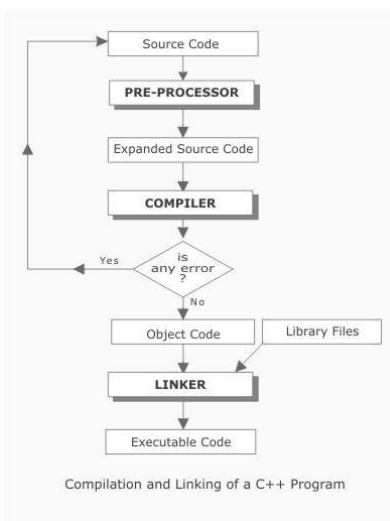 Source Code
PRE-PROCESSOR
Expanded Source Code
COMPILER
is
any error
?
Yes
No
Object Code
Library Files
LINKER
Executable Code
Compilation and Linking of a C++ Program